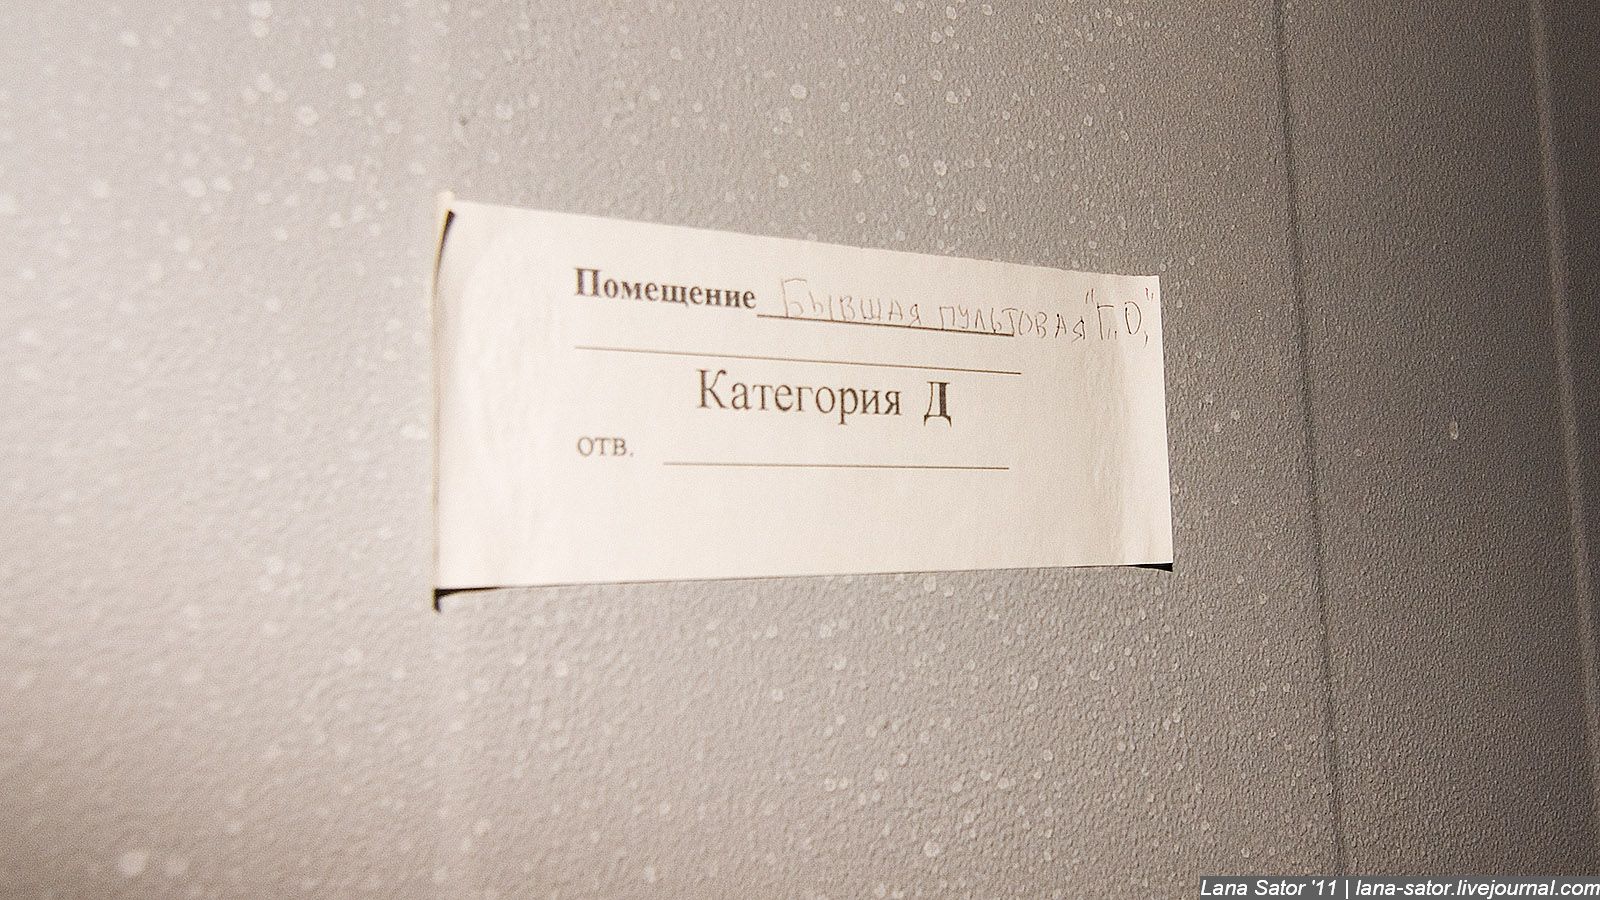 Помещение Бывшая пультовая "Г.О."
Категория Д
отв.
Lana Sator '11 | lana-sator.livejournal.com